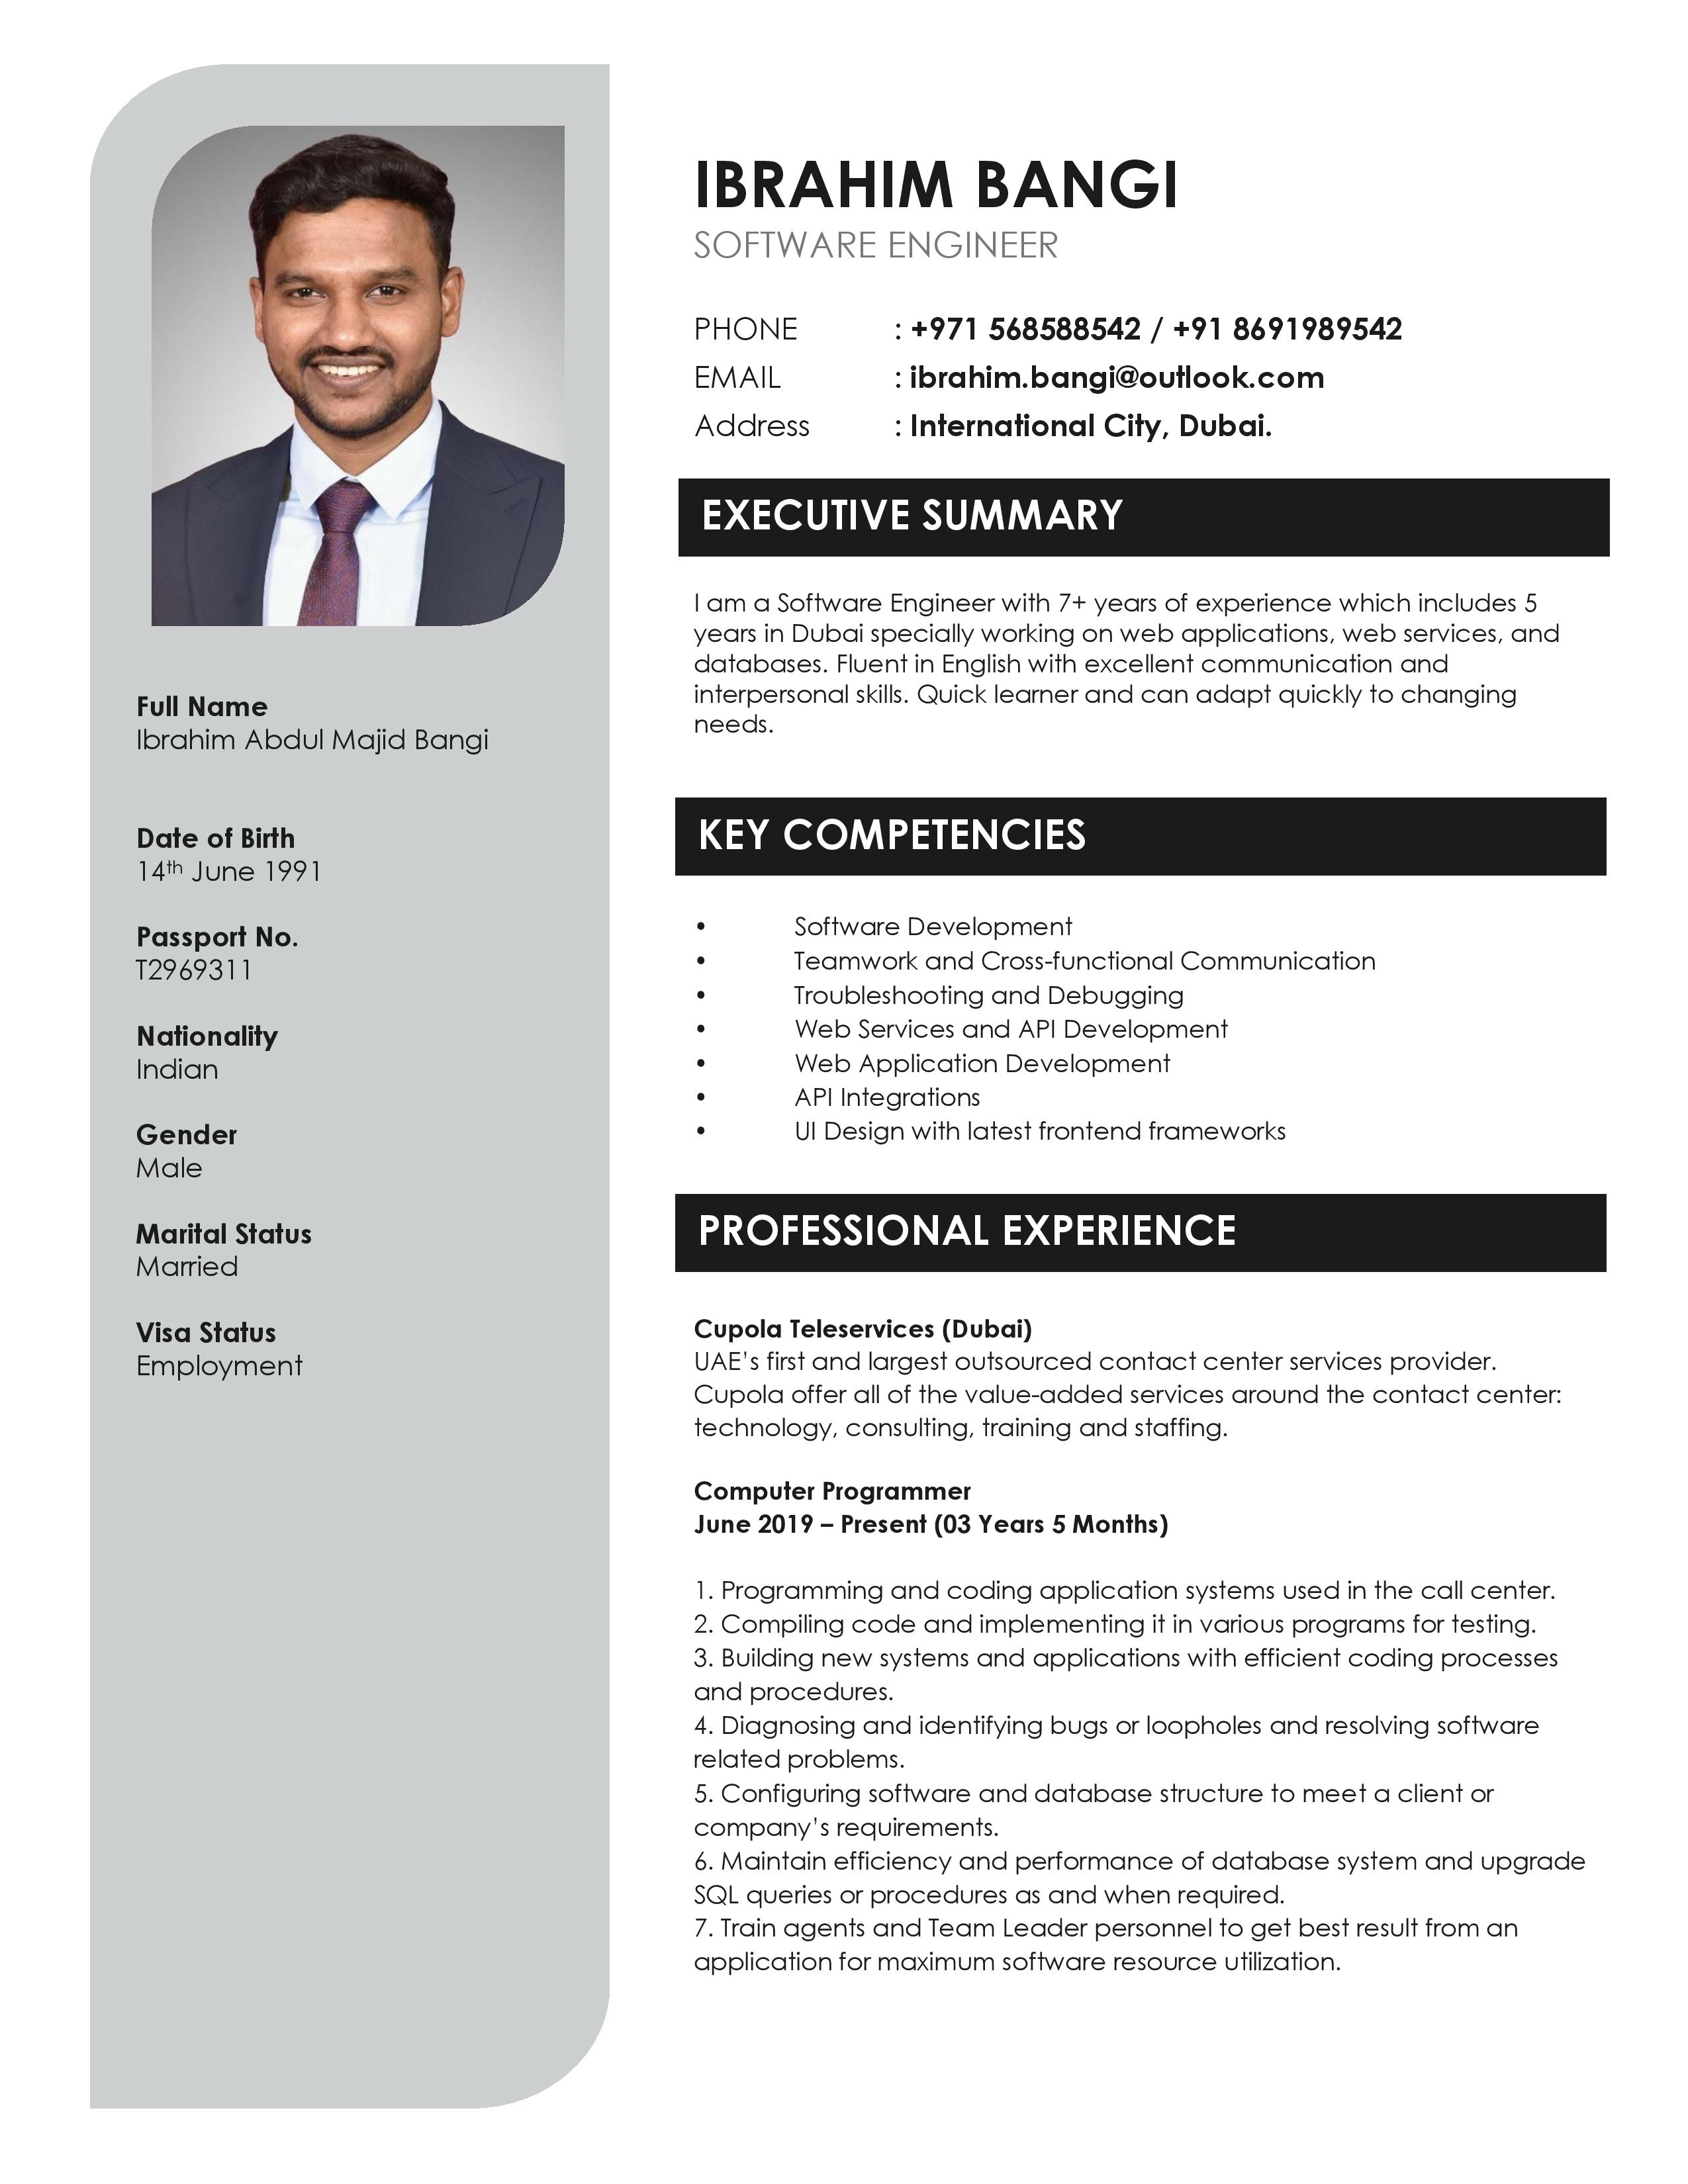 IBRAHIM BANGI
SOFTWARE ENGINEER
PHONE : +971 568588542 / +91 8691989542
EMAIL : ibrahim.bangi@outlook.com
Address : International City, Dubai.
Full Name
Ibrahim Abdul Majid Bangi
Date of Birth
14th June 1991
Passport No.
T2969311
Nationality
Indian
Gender
Male
Marital Status
Married
Visa Status
Employment
EXECUTIVE SUMMARY
I am a Software Engineer with 7+ years of experience which includes 5
years in Dubai specially working on web applications, web services, and
databases. Fluent in English with excellent communication and
interpersonal skills. Quick learner and can adapt quickly to changing
needs.
KEY COMPETENCIES
• Software Development
• Teamwork and Cross-functional Communication
• Troubleshooting and Debugging
• Web Services and API Development
• Web Application Development
• API Integrations
• UI Design with latest frontend frameworks
PROFESSIONAL EXPERIENCE
Cupola Teleservices (Dubai)
UAE’s first and largest outsourced contact center services provider.
Cupola offer all of the value-added services around the contact center:
technology, consulting, training and staffing.
Computer Programmer
June 2019 – Present (03 Years 5 Months)
1. Programming and coding application systems used in the call center.
2. Compiling code and implementing it in various programs for testing.
3. Building new systems and applications with efficient coding processes
and procedures.
4. Diagnosing and identifying bugs or loopholes and resolving software
related problems.
5. Configuring software and database structure to meet a client or
company’s requirements.
6. Maintain efficiency and performance of database system and upgrade
SQL queries or procedures as and when required.
7. Train agents and Team Leader personnel to get best result from an
application for maximum software resource utilization.